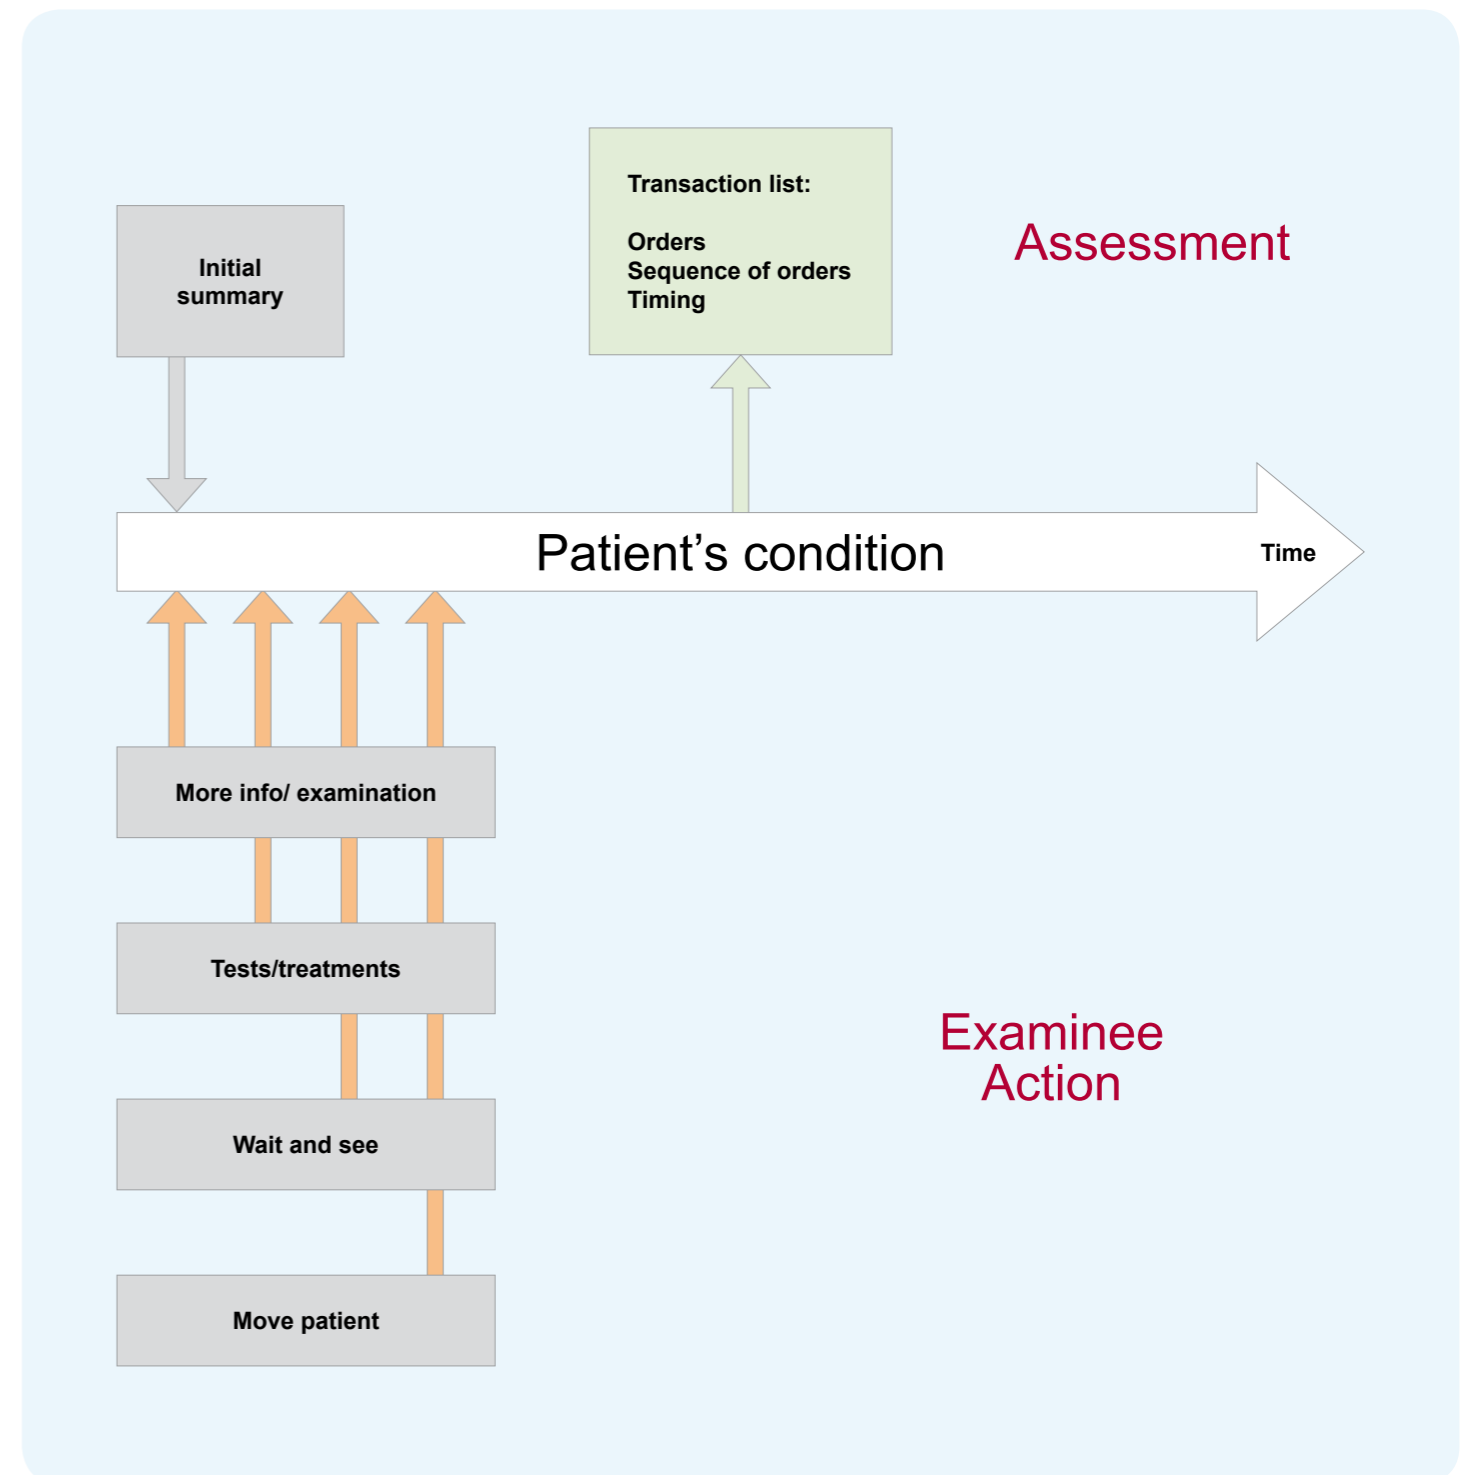 Transaction list:
Orders
Sequence of orders
Timing
Initial
summary
Assessment
Patient’s condition
Time
More info/ examination
Tests/treatments
Wait and see
Move patient
Examinee
Action